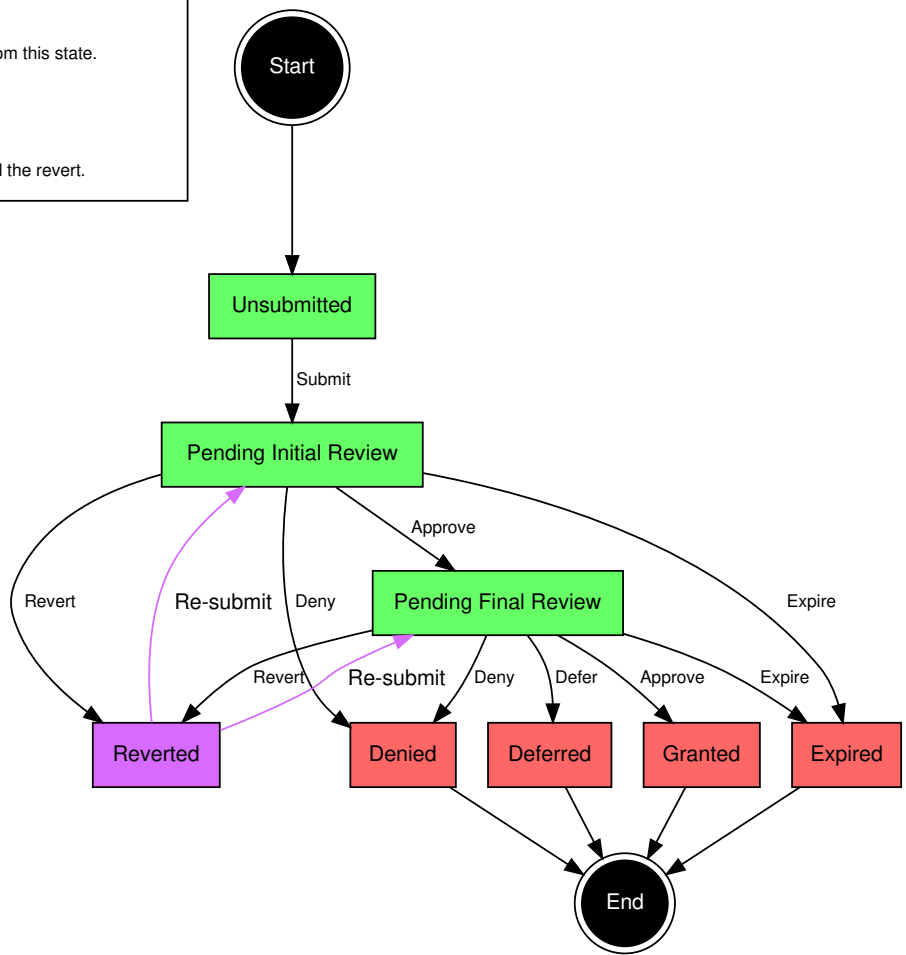 om this state.
the revert.
Start
Unsubmitted
Submit
Pending Initial Review
Approve
Revert
Re-submit
Deny
Pending Final Review
Expire
Revert
Re-submit
Deny
Defer
Approve
Expire
Reverted
Denied
Deferred
Granted
Expired
End